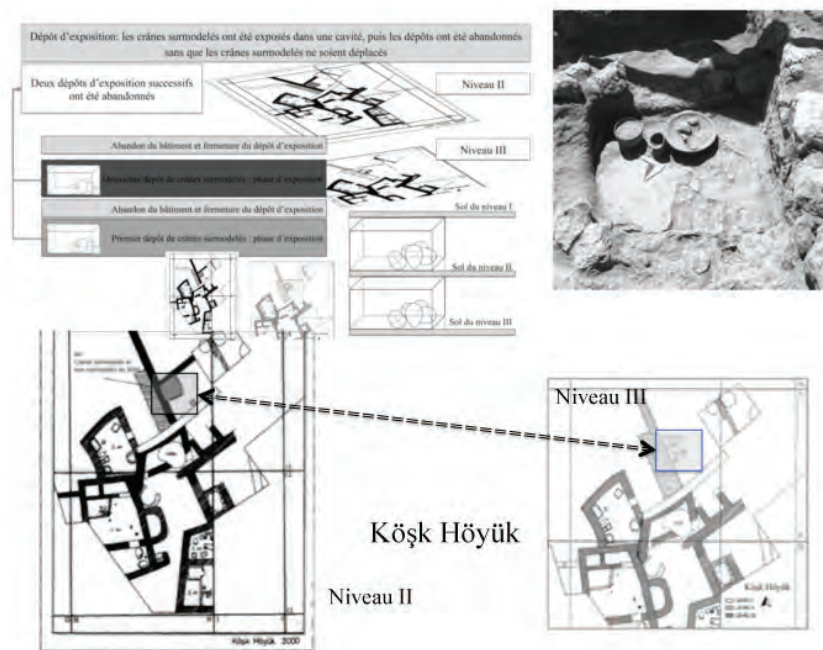 Dépôt d'exposition: les crânes surmodelés ont été exposés dans une cavité, puis les dépôts ont été abandonnés
sans que les crânes surmodelés ne soient déplacés
Deux dépôts d'exposition successifs
ont été abandonnés
Niveau II
Abandon du bâtiment et fermeture du dépôt d'exposition
Niveau III
Deuxième dépôt de crânes surmodelés : phase d'exposition
Abandon du bâtiment et fermeture du dépôt d'exposition
Premier dépôt de crânes surmodelés : phase d'exposition
Sol du niveau I
Sol du niveau II
Sol du niveau III
Niveau III
Köşk Höyük
Niveau II
Köşk Höyük 2000
Köşk Höyük